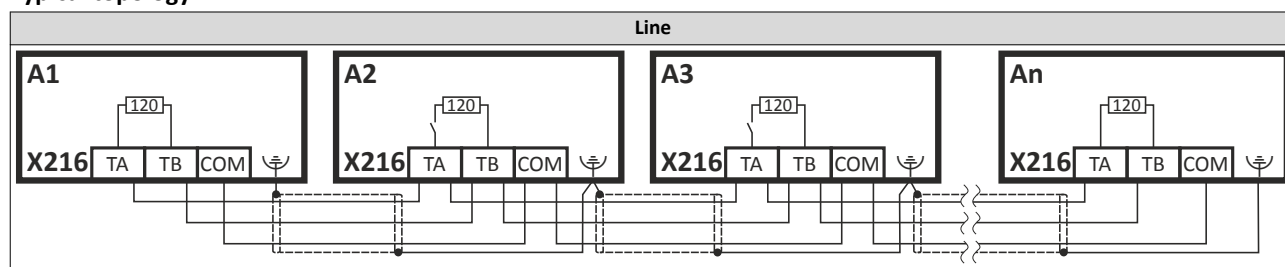 Line
A1 A2 A3 An
120 120 120 120
X216 TA TB COM X216 TA TB COM X216 TA TB COM X216 TA TB COM